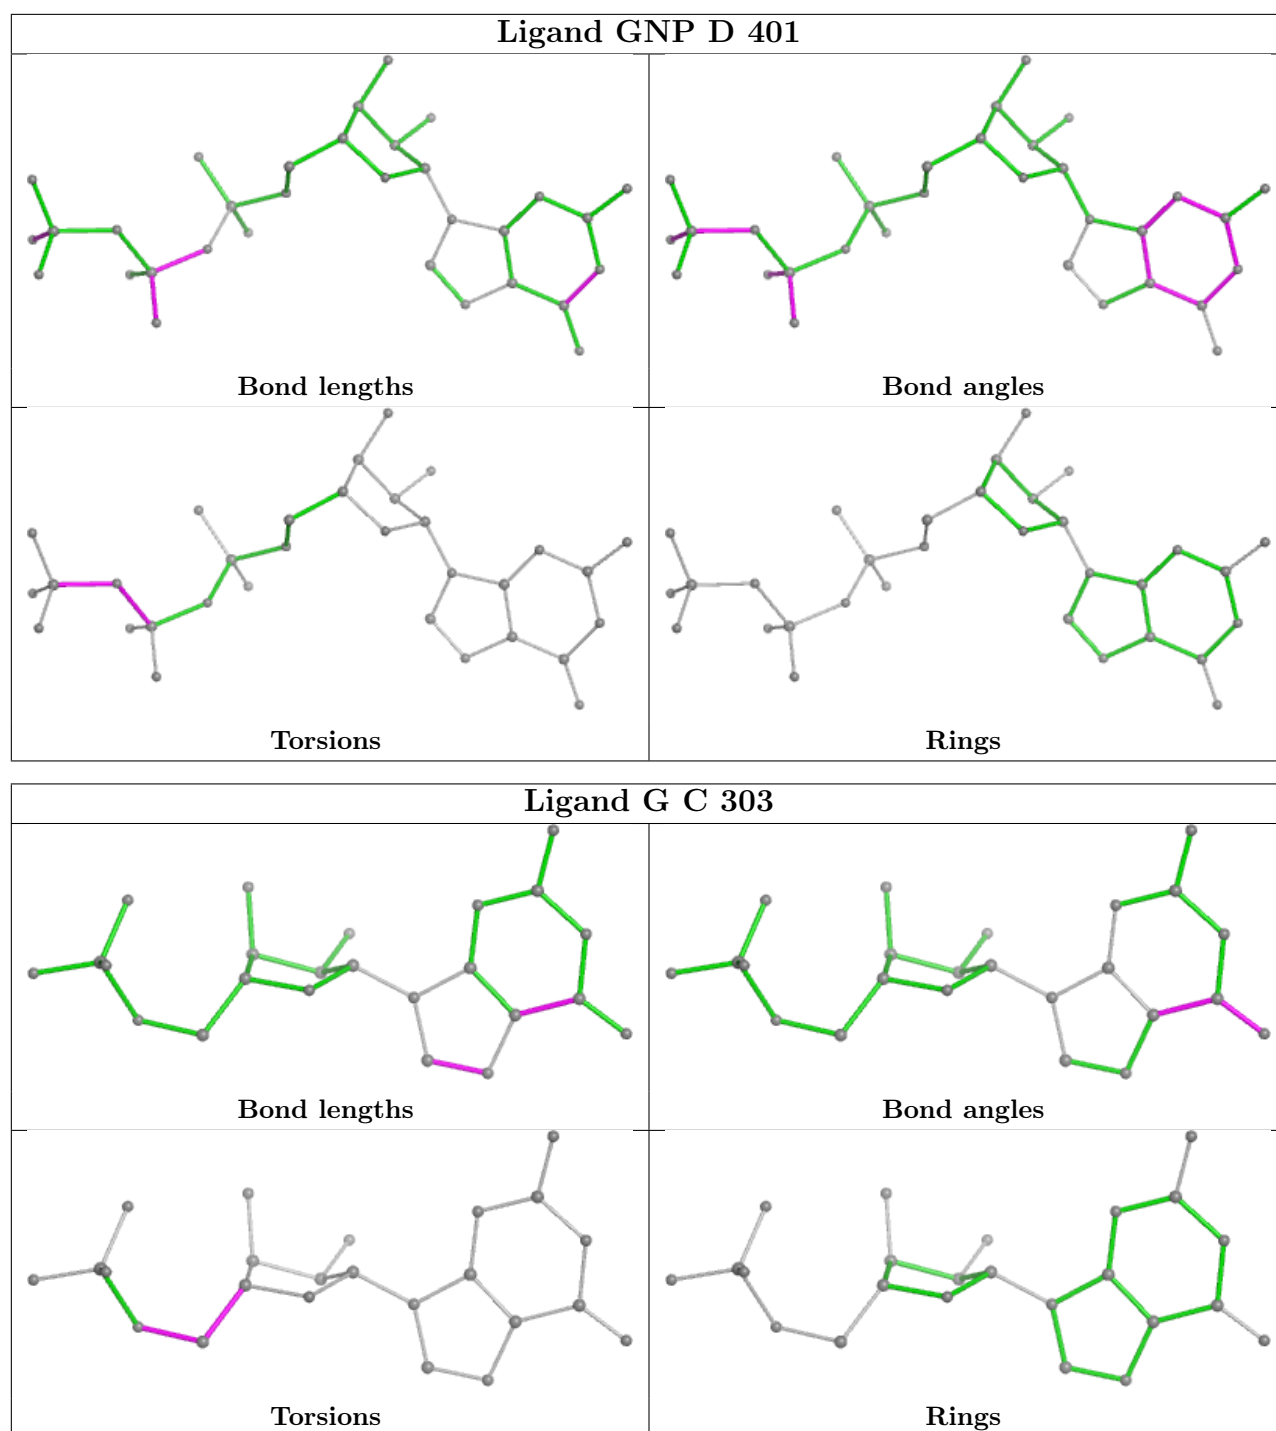 Ligand GNP D 401
Bond lengths
Bond angles
Torsions
Rings
Ligand G C 303
Bond lengths
Bond angles
Torsions
Rings